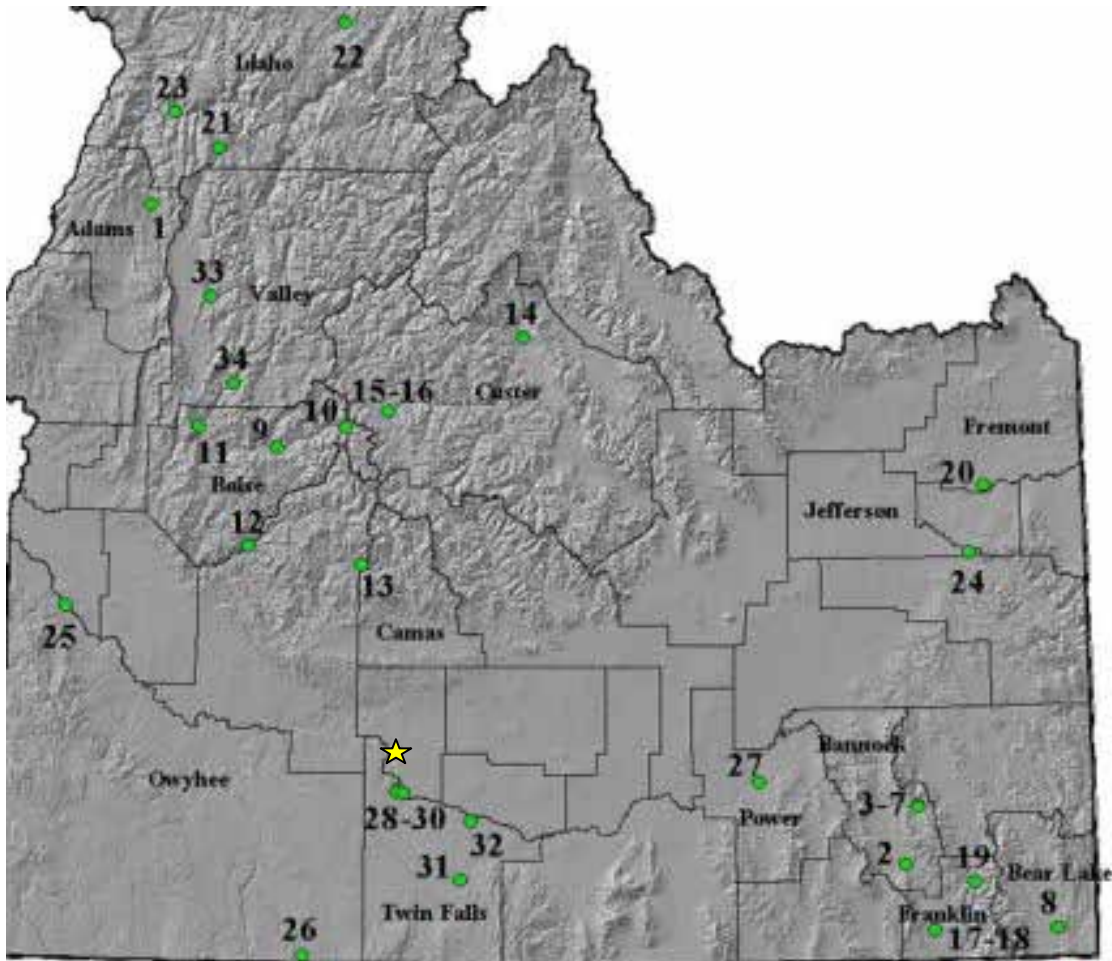 22
Idaho
23
21
1
Adams
33
Valley
14
34
15-16
Custer
10
9
11
Fremont
Boise
20
Jefferson
12
13
24
25
Camas
Bannock
27
Owyhee
3-7
28-30
Power
32
2
19
31
Bear Lake
Twin Falls
Franklin
8
26
17-18